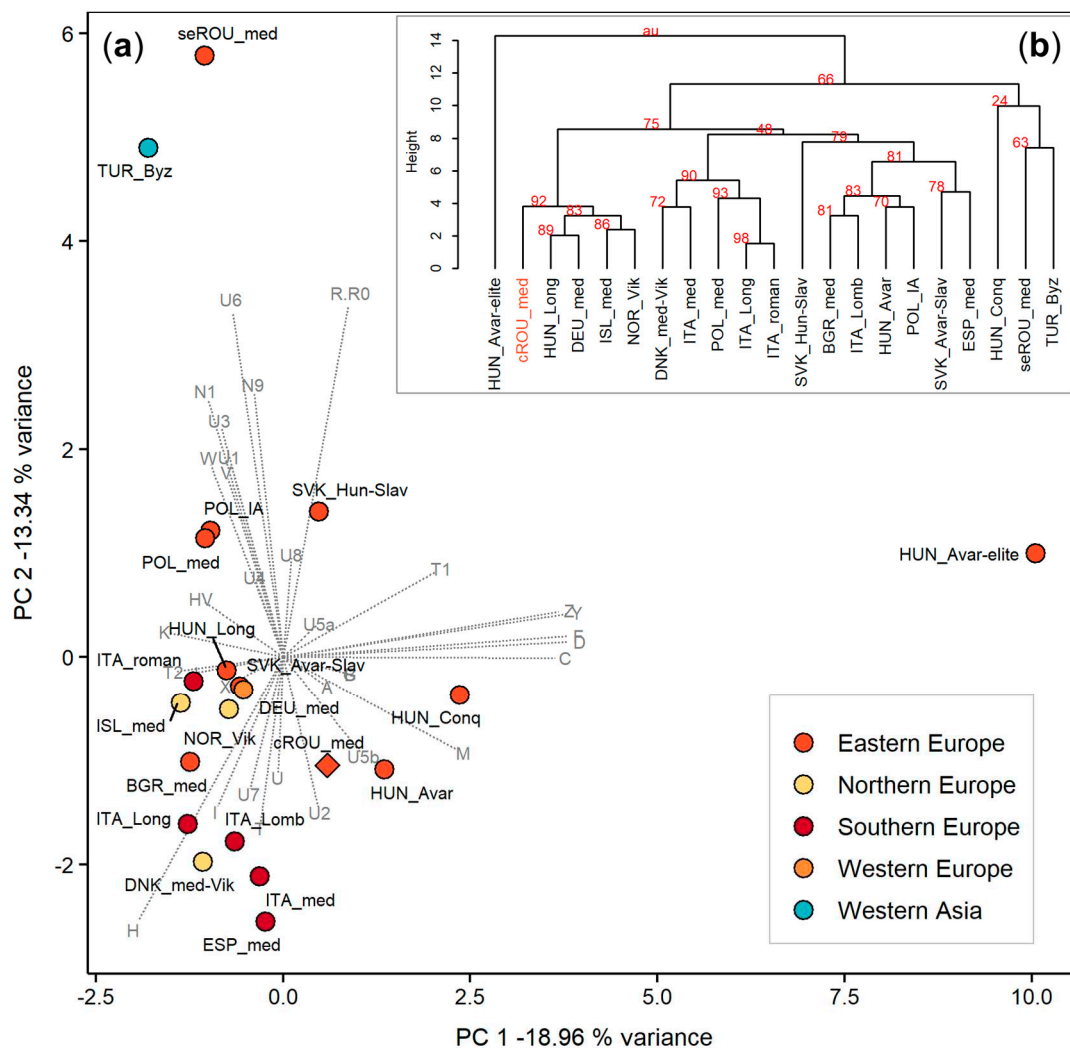 (a)
(b)
6
4
2
0
-2
-2.5
0.0
2.5
5.0
7.5
10.0
PC 2 -13.34 % variance
PC 1 -18.96 % variance
seROU_med
TUR_Byz
U6
R.R0
N1
N9
U3
W
U1
V
POL_IA
SVK_Hun-Slav
POL_med
U8
U4
HV
T1
HUN_Avar-elite
U5a
K
HUN_Long
Z
Y
F
D
C
ITA_roman
T2
SVK_Avar-Slav
X
A
ISL_med
DEU_med
HUN_Conq
NOR_Vik
cROU_med
U5b
M
BGR_med
U
HUN_Avar
U7
I
U2
ITA_Long
ITA_Lomb
DNK_med-Vik
ITA_med
H
ESP_med
Height
14
12
10
8
6
4
2
0
au
66
75
48
79
24
63
81
90
92
83
72
93
83
78
89
86
98
81
70
HUN_Avar-elite
cROU_med
HUN_Long
DEU_med
ISL_med
NOR_Vik
DNK_med-Vik
ITA_med
POL_med
ITA_Long
ITA_roman
SVK_Hun-Slav
BGR_med
ITA_Lomb
HUN_Avar
POL_IA
SVK_Avar-Slav
ESP_med
HUN_Conq
seROU_med
TUR_Byz
Eastern Europe
Northern Europe
Southern Europe
Western Europe
Western Asia